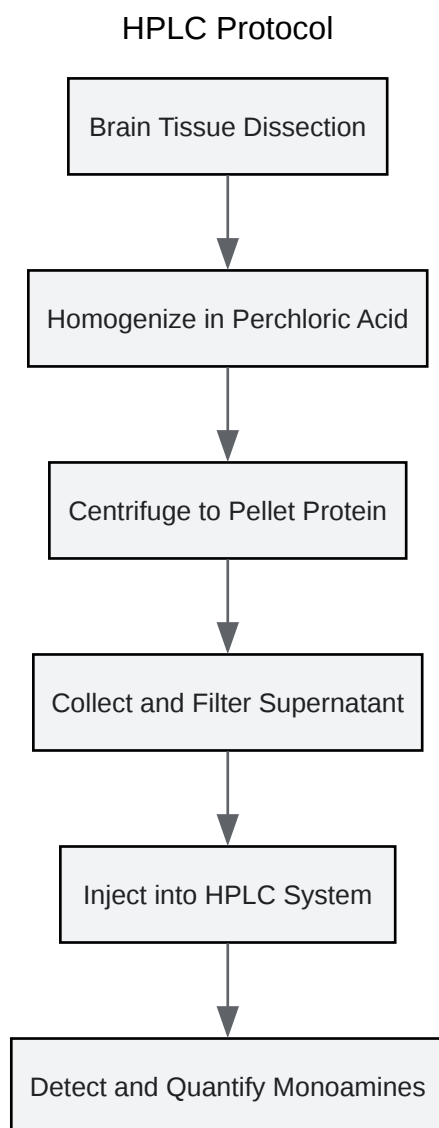 HPLC Protocol
Brain Tissue Dissection
Homogenize in Perchloric Acid
Centrifuge to Pellet Protein
Collect and Filter Supernatant
Inject into HPLC System
Detect and Quantify Monoamines